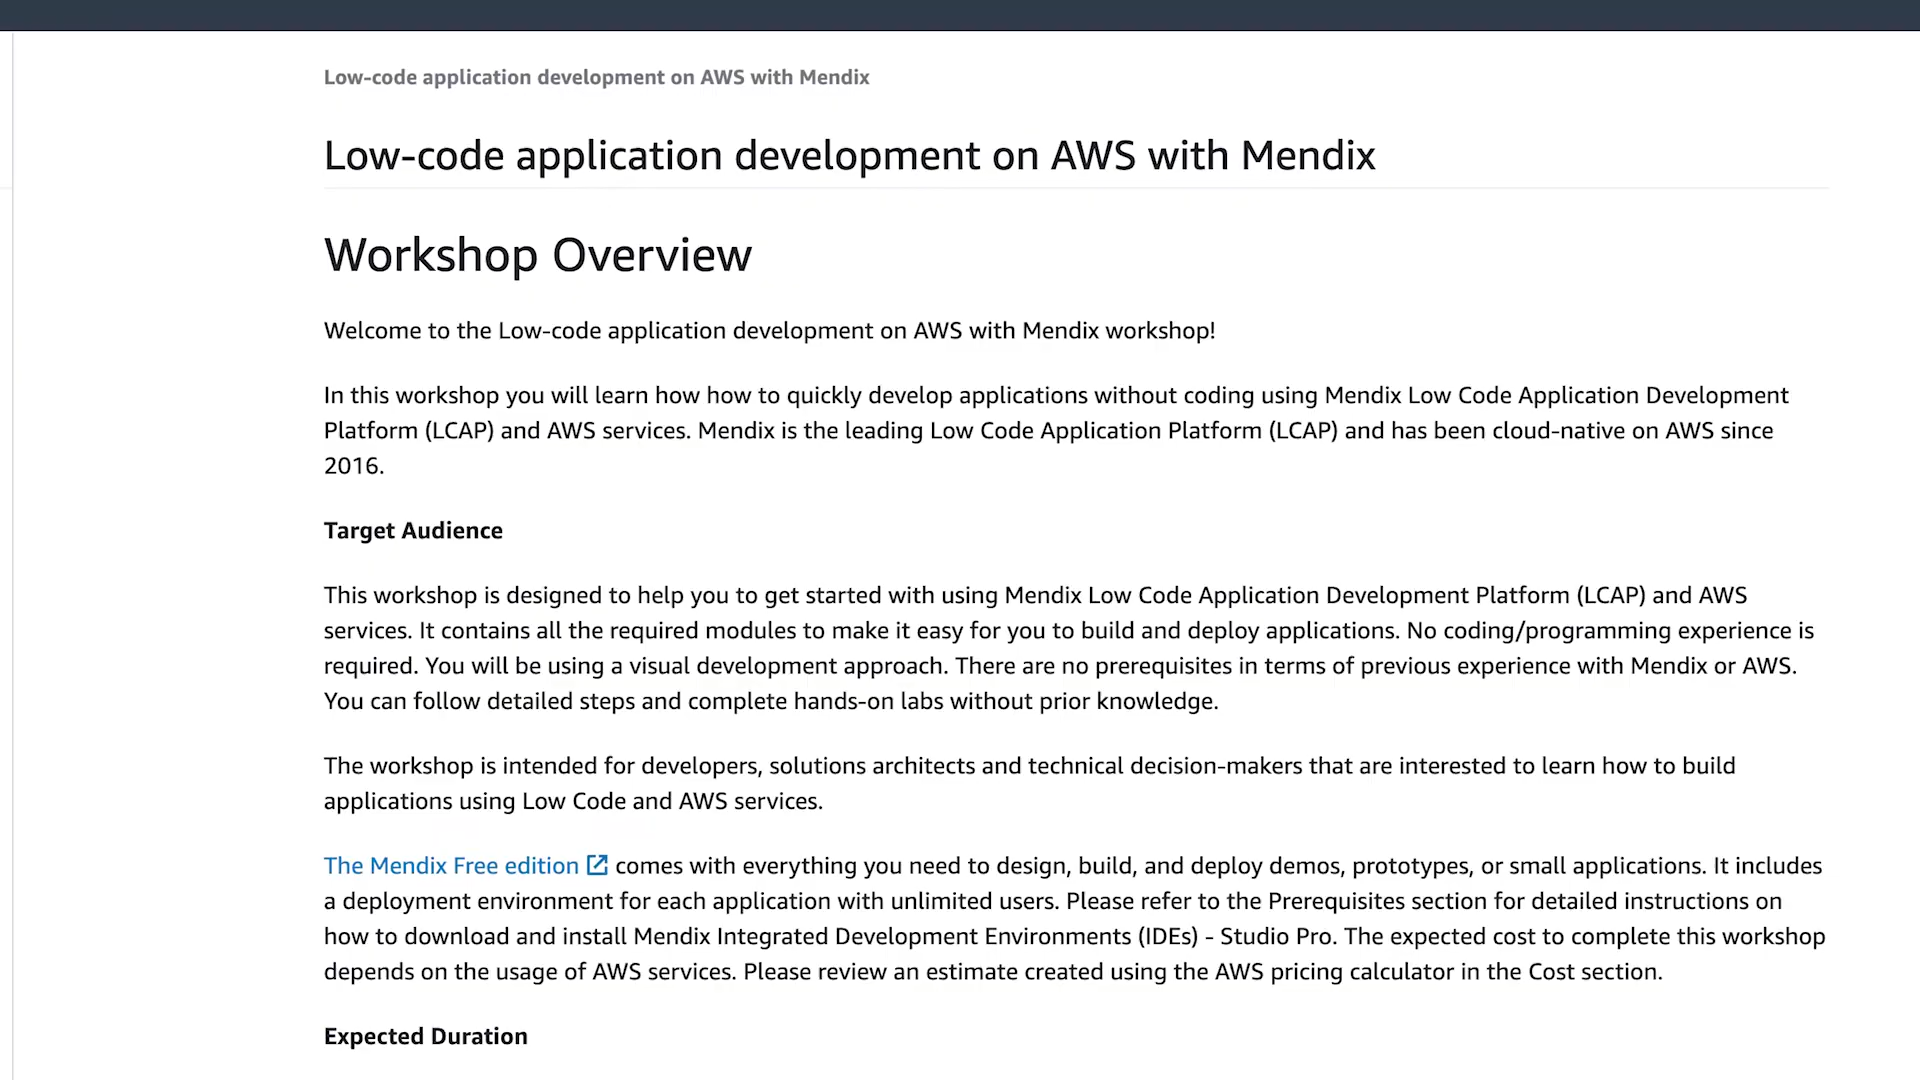 Low-code application development on AWS with Mendix
Low-code application development on AWS with Mendix
Workshop Overview
Welcome to the Low-code application development on AWS with Mendix workshop!
In this workshop you will learn how how to quickly develop applications without coding using Mendix Low Code Application Development
Platform (LCAP) and AWS services. Mendix is the leading Low Code Application Platform (LCAP) and has been cloud-native on AWS since
2016.
Target Audience
This workshop is designed to help you to get started with using Mendix Low Code Application Development Platform (LCAP) and AWS
services. It contains all the required modules to make it easy for you to build and deploy applications. No coding/programming experience is
required. You will be using a visual development approach. There are no prerequisites in terms of previous experience with Mendix or AWS.
You can follow detailed steps and complete hands-on labs without prior knowledge.
The workshop is intended for developers, solutions architects and technical decision-makers that are interested to learn how to build
applications using Low Code and AWS services.
The Mendix Free edition comes with everything you need to design, build, and deploy demos, prototypes, or small applications. It includes
a deployment environment for each application with unlimited users. Please refer to the Prerequisites section for detailed instructions on
how to download and install Mendix Integrated Development Environments (IDEs) - Studio Pro. The expected cost to complete this workshop
depends on the usage of AWS services. Please review an estimate created using the AWS pricing calculator in the Cost section.
Expected Duration